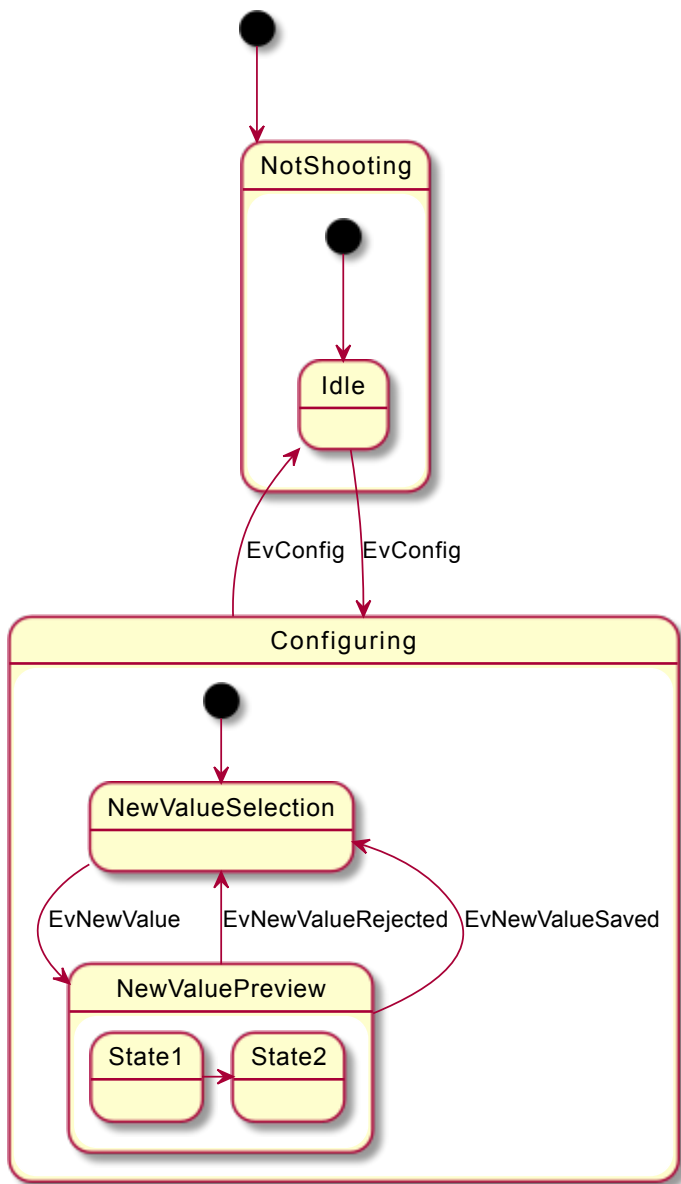 NotShooting
Idle
EvConfig
EvConfig
Configuring
NewValueSelection
EvNewValue
EvNewValueRejected
EvNewValueSaved
NewValuePreview
State1
State2